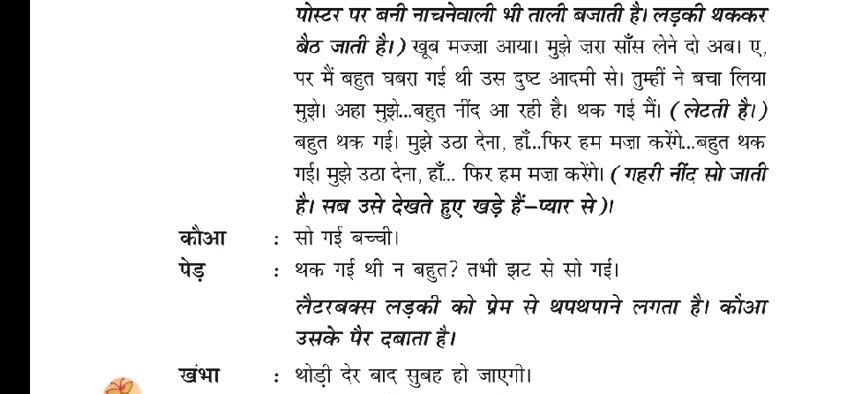 पोस्टर पर बनी नाचनेवाली भी ताली बजाती है। लड़की थककर
बैठ जाती है।) खूब मज्जा आया। मुझे ज़रा साँस लेने दो अब। ए,
पर मैं बहुत घबरा गई थी उस दुष्ट आदमी से। तुम्हीं ने बचा लिया
मुझे। अहा मुझे...बहुत नींद आ रही है। थक गई मैं। (लेटती है।)
बहुत थक गई। मुझे उठा देना, हाँ...फिर हम मज़ा करेंगे...बहुत थक
गई। मुझे उठा देना, हाँ... फिर हम मज़ा करेंगे। (गहरी नींद सो जाती
है। सब उसे देखते हुए खड़े हैं–प्यार से)।
कौआ : सो गई बच्ची।
पेड़ : थक गई थी न बहुत? तभी झट से सो गई।
लैटरबक्स लड़की को प्रेम से थपथपाने लगता है। कौआ
उसके पैर दबाता है।
खंभा : थोड़ी देर बाद सुबह हो जाएगी।